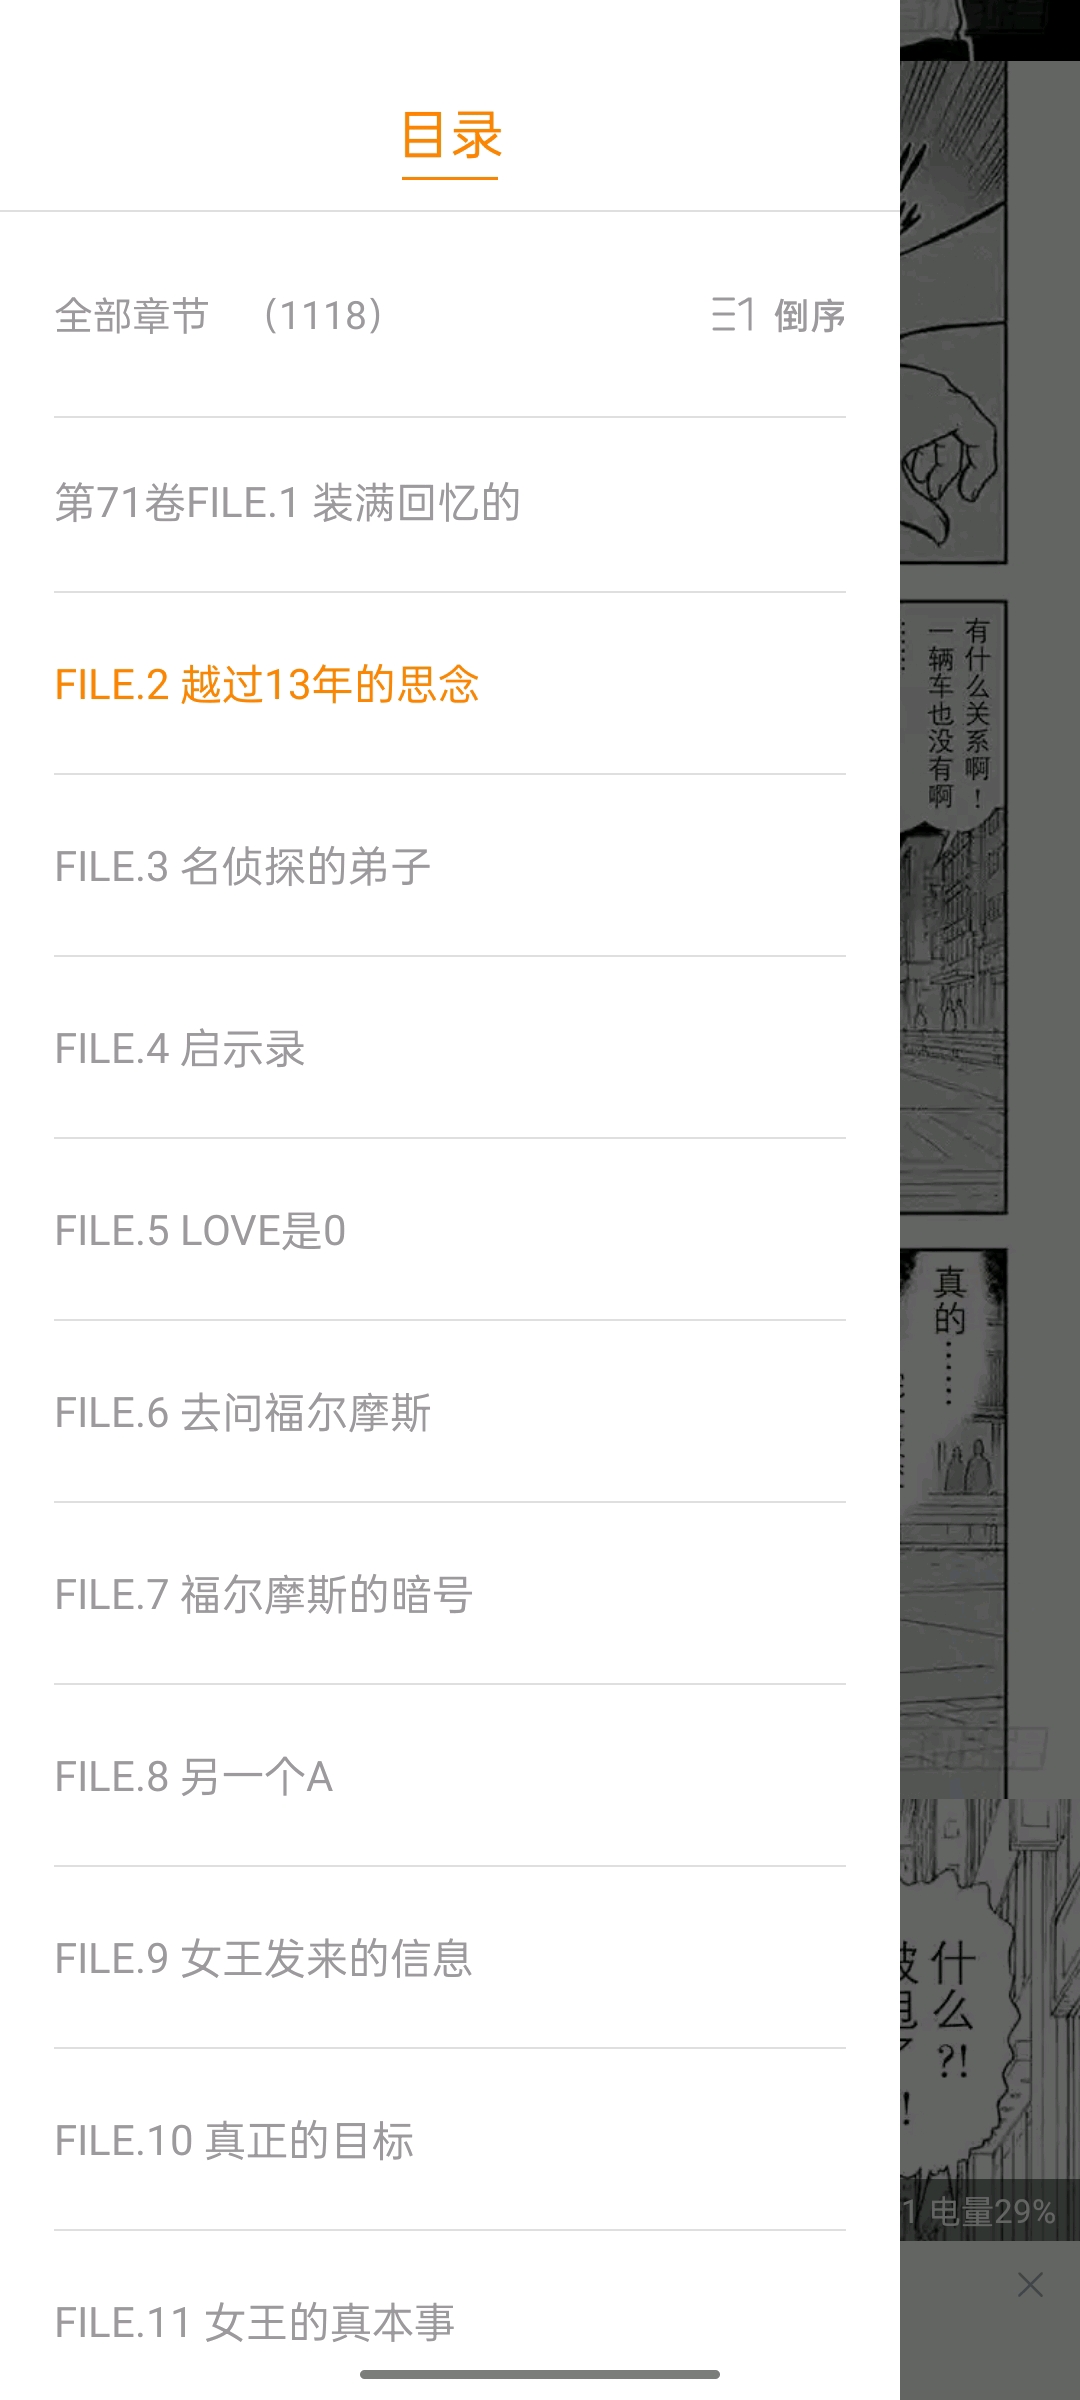 目录
全部章节 （1118）
倒序
第71卷FILE.1 装满回忆的
FILE.2 越过13年的思念
FILE.3 名侦探的弟子
FILE.4 启示录
FILE.5 LOVE是0
FILE.6 去问福尔摩斯
FILE.7 福尔摩斯的暗号
FILE.8 另一个A
FILE.9 女王发来的信息
FILE.10 真正的目标
FILE.11 女王的真本事
有什么关系啊！
一辆车也没有啊
……
真的……
什么?!
1 电量29%